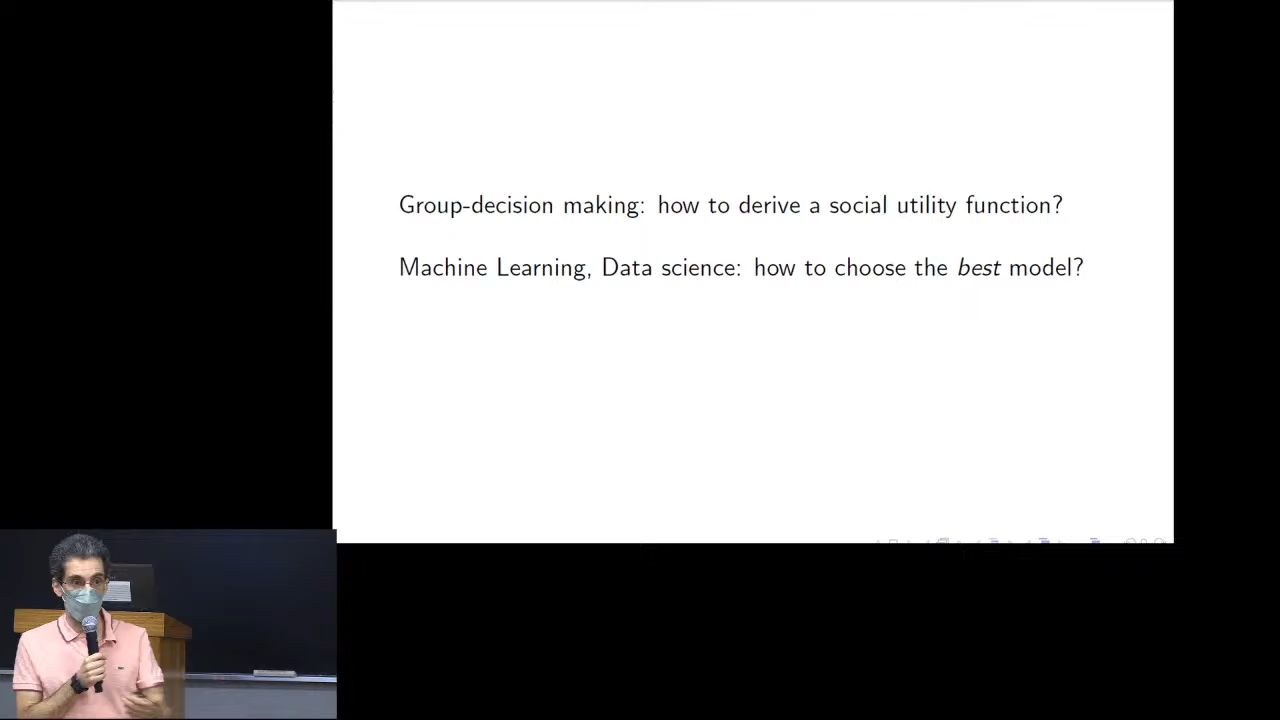 Group-decision making: how to derive a social utility function?
Machine Learning, Data science: how to choose the best model?